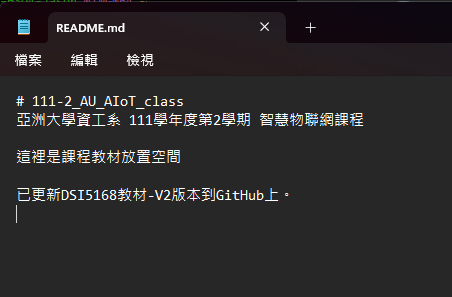 README.md
檔案 編輯 檢視
# 111-2_AU_AIoT_class
亞洲大學資工系 111學年度第2學期 智慧物聯網課程
這裡是課程教材放置空間
已更新DSI5168教材-V2版本到GitHub上。